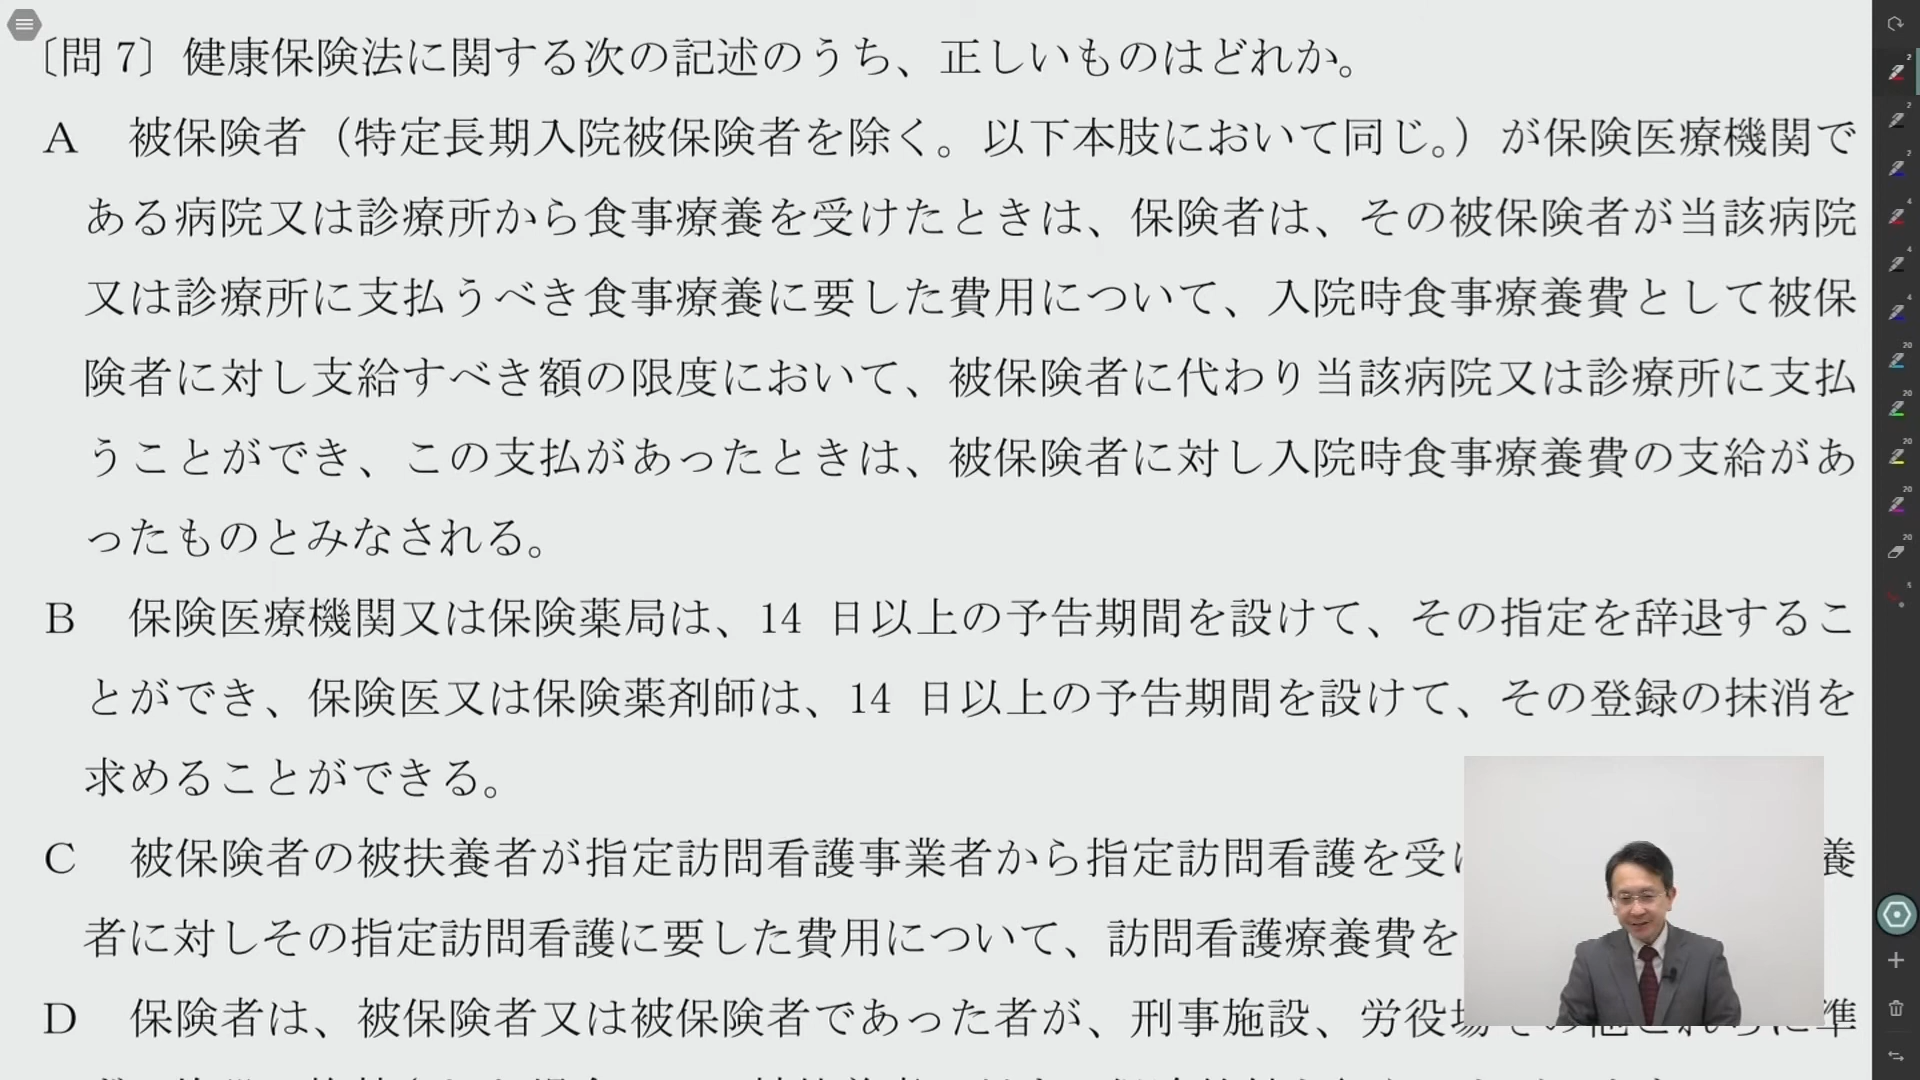 〔問 7〕健康保険法に関する次の記述のうち、正しいものはどれか。
A 被保険者（特定長期入院被保険者を除く。以下本肢において同じ。）が保険医療機関で
ある病院又は診療所から食事療養を受けたときは、保険者は、その被保険者が当該病院
又は診療所に支払うべき食事療養に要した費用について、入院時食事療養費として被保
険者に対し支給すべき額の限度において、被保険者に代わり当該病院又は診療所に支払
うことができ、この支払があったときは、被保険者に対し入院時食事療養費の支給があ
ったものとみなされる。
B 保険医療機関又は保険薬局は、14 日以上の予告期間を設けて、その指定を辞退するこ
とができ、保険医又は保険薬剤師は、14 日以上の予告期間を設けて、その登録の抹消を
求めることができる。
C 被保険者の被扶養者が指定訪問看護事業者から指定訪問看護を受 養
者に対しその指定訪問看護に要した費用について、訪問看護療養費を
D 保険者は、被保険者又は被保険者であった者が、刑事施設、労役場 準